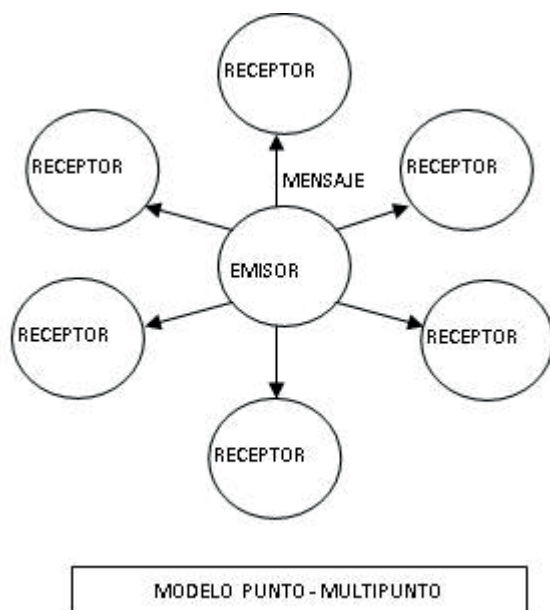 RECEPTOR
RECEPTOR
RECEPTOR
MENSAJE
EMISOR
RECEPTOR
RECEPTOR
RECEPTOR
MODELO PUNTO - MULTIPUNTO